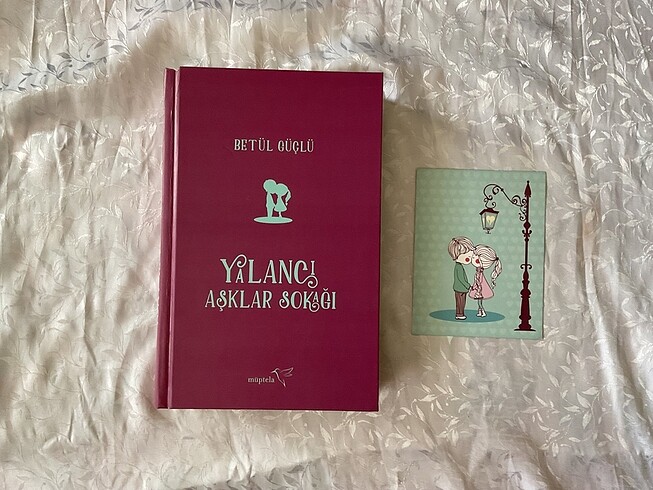 BETÜL GÜÇLÜ
YALANCI
AŞKLAR SOKAĞI
müptela